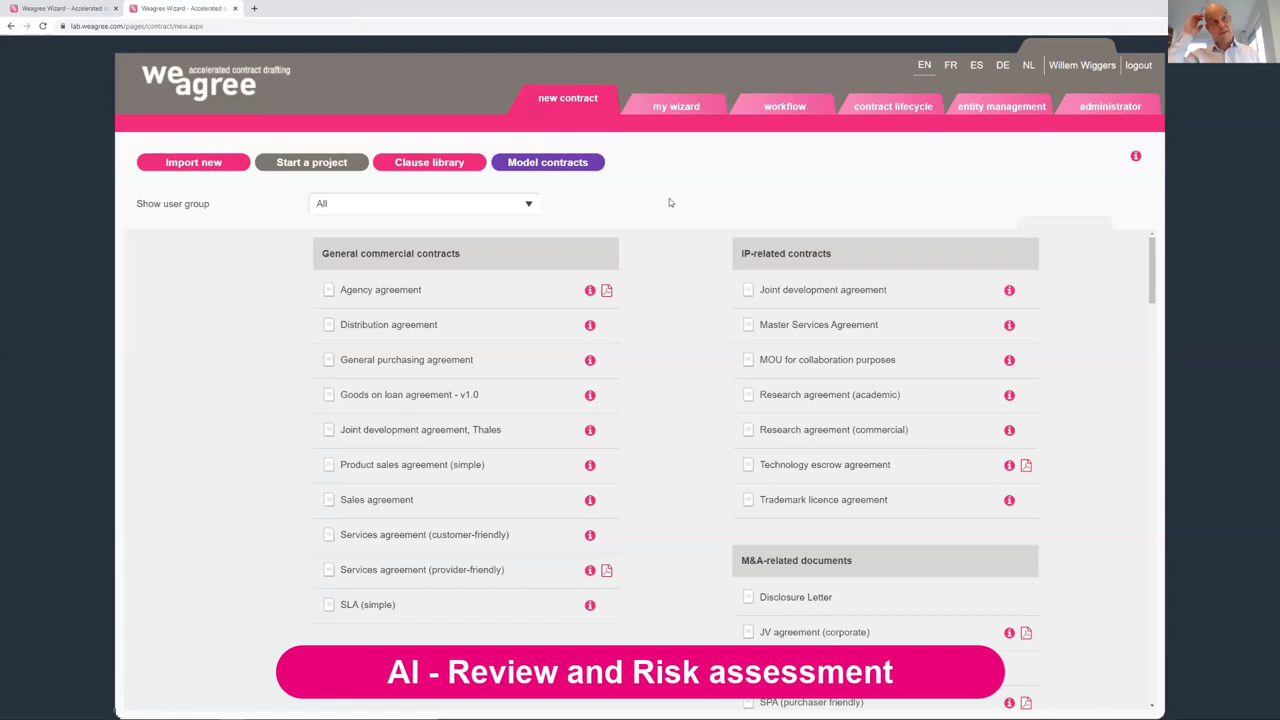 Weagree Wizard - Accelerated c
Weagree Wizard - Accelerated c
lab.weagree.com/pages/contract/new.aspx
we agree
accelerated contract drafting
EN FR ES DE NL Willem Wiggers logout
new contract my wizard workflow contract lifecycle entity management administrator
Import new Start a project Clause library Model contracts
Show user group All
General commercial contracts
Agency agreement
Distribution agreement
General purchasing agreement
Goods on loan agreement - v1.0
Joint development agreement, Thales
Product sales agreement (simple)
Sales agreement
Services agreement (customer-friendly)
Services agreement (provider-friendly)
SLA (simple)
IP-related contracts
Joint development agreement
Master Services Agreement
MOU for collaboration purposes
Research agreement (academic)
Research agreement (commercial)
Technology escrow agreement
Trademark licence agreement
M&A-related documents
Disclosure Letter
JV agreement (corporate)
SPA (purchaser friendly)
AI - Review and Risk assessment